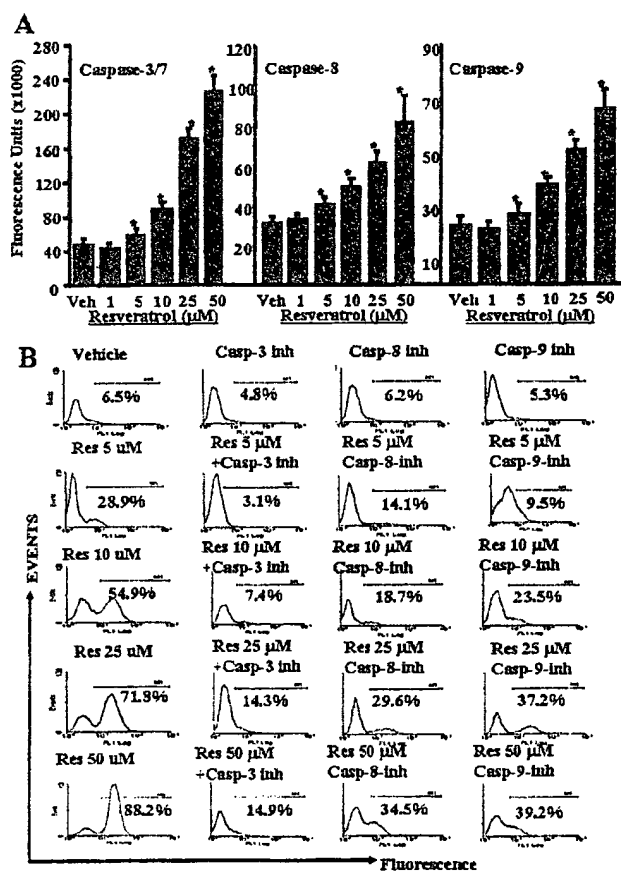 A
Fluorescence Units (x1000)
280
240
200
160
120
80
40
0
Caspase-3/7
Veh 1 5 10 25 50
Resveratrol (μM)
120
100
80
60
40
20
Caspase-8
Veh 1 5 10 25 50
Resveratrol (μM)
90
70
50
30
10
Caspase-9
Veh 1 5 10 25 50
Resveratrol (μM)
B
Vehicle Casp-3 inh Casp-8 inh Casp-9 inh
6.5% 4.8% 6.2% 5.3%
Res 5 uM Res 5 μM Res 5 μM Res 5 μM
+Casp-3 inh Casp-8-inh Casp-9-inh
28.9% 3.1% 14.1% 9.5%
Res 10 uM Res 10 μM Res 10 μM Res 10 μM
+Casp-3 inh Casp-8-inh Casp-9-inh
54.9% 7.4% 18.7% 23.5%
Res 25 uM Res 25 μM Res 25 μM Res 25 μM
+Casp-3 inh Casp-8-inh Casp-9-inh
71.8% 14.3% 29.6% 37.2%
Res 50 uM Res 50 μM Res 50 μM Res 50 μM
+Casp-3 inh Casp-8-inh Casp-9-inh
88.2% 14.9% 34.5% 39.2%
EVENTS
Fluorescence